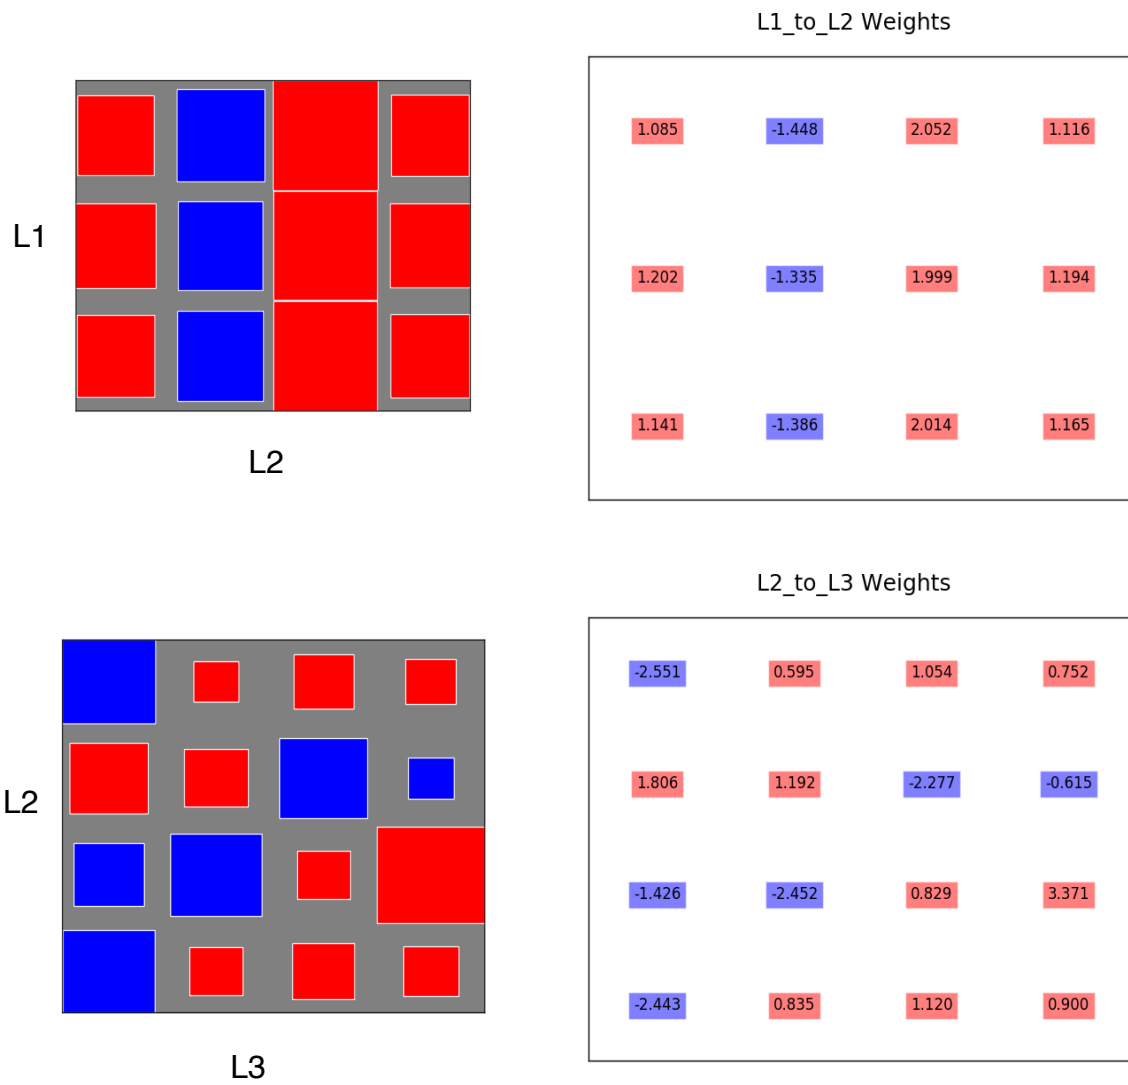 L1_to_L2 Weights
L1
L2
1.085 -1.448 2.052 1.116
1.202 -1.335 1.999 1.194
1.141 -1.386 2.014 1.165
L2_to_L3 Weights
L2
L3
-2.551 0.595 1.054 0.752
1.806 1.192 -2.277 -0.615
-1.426 -2.452 0.829 3.371
-2.443 0.835 1.120 0.900